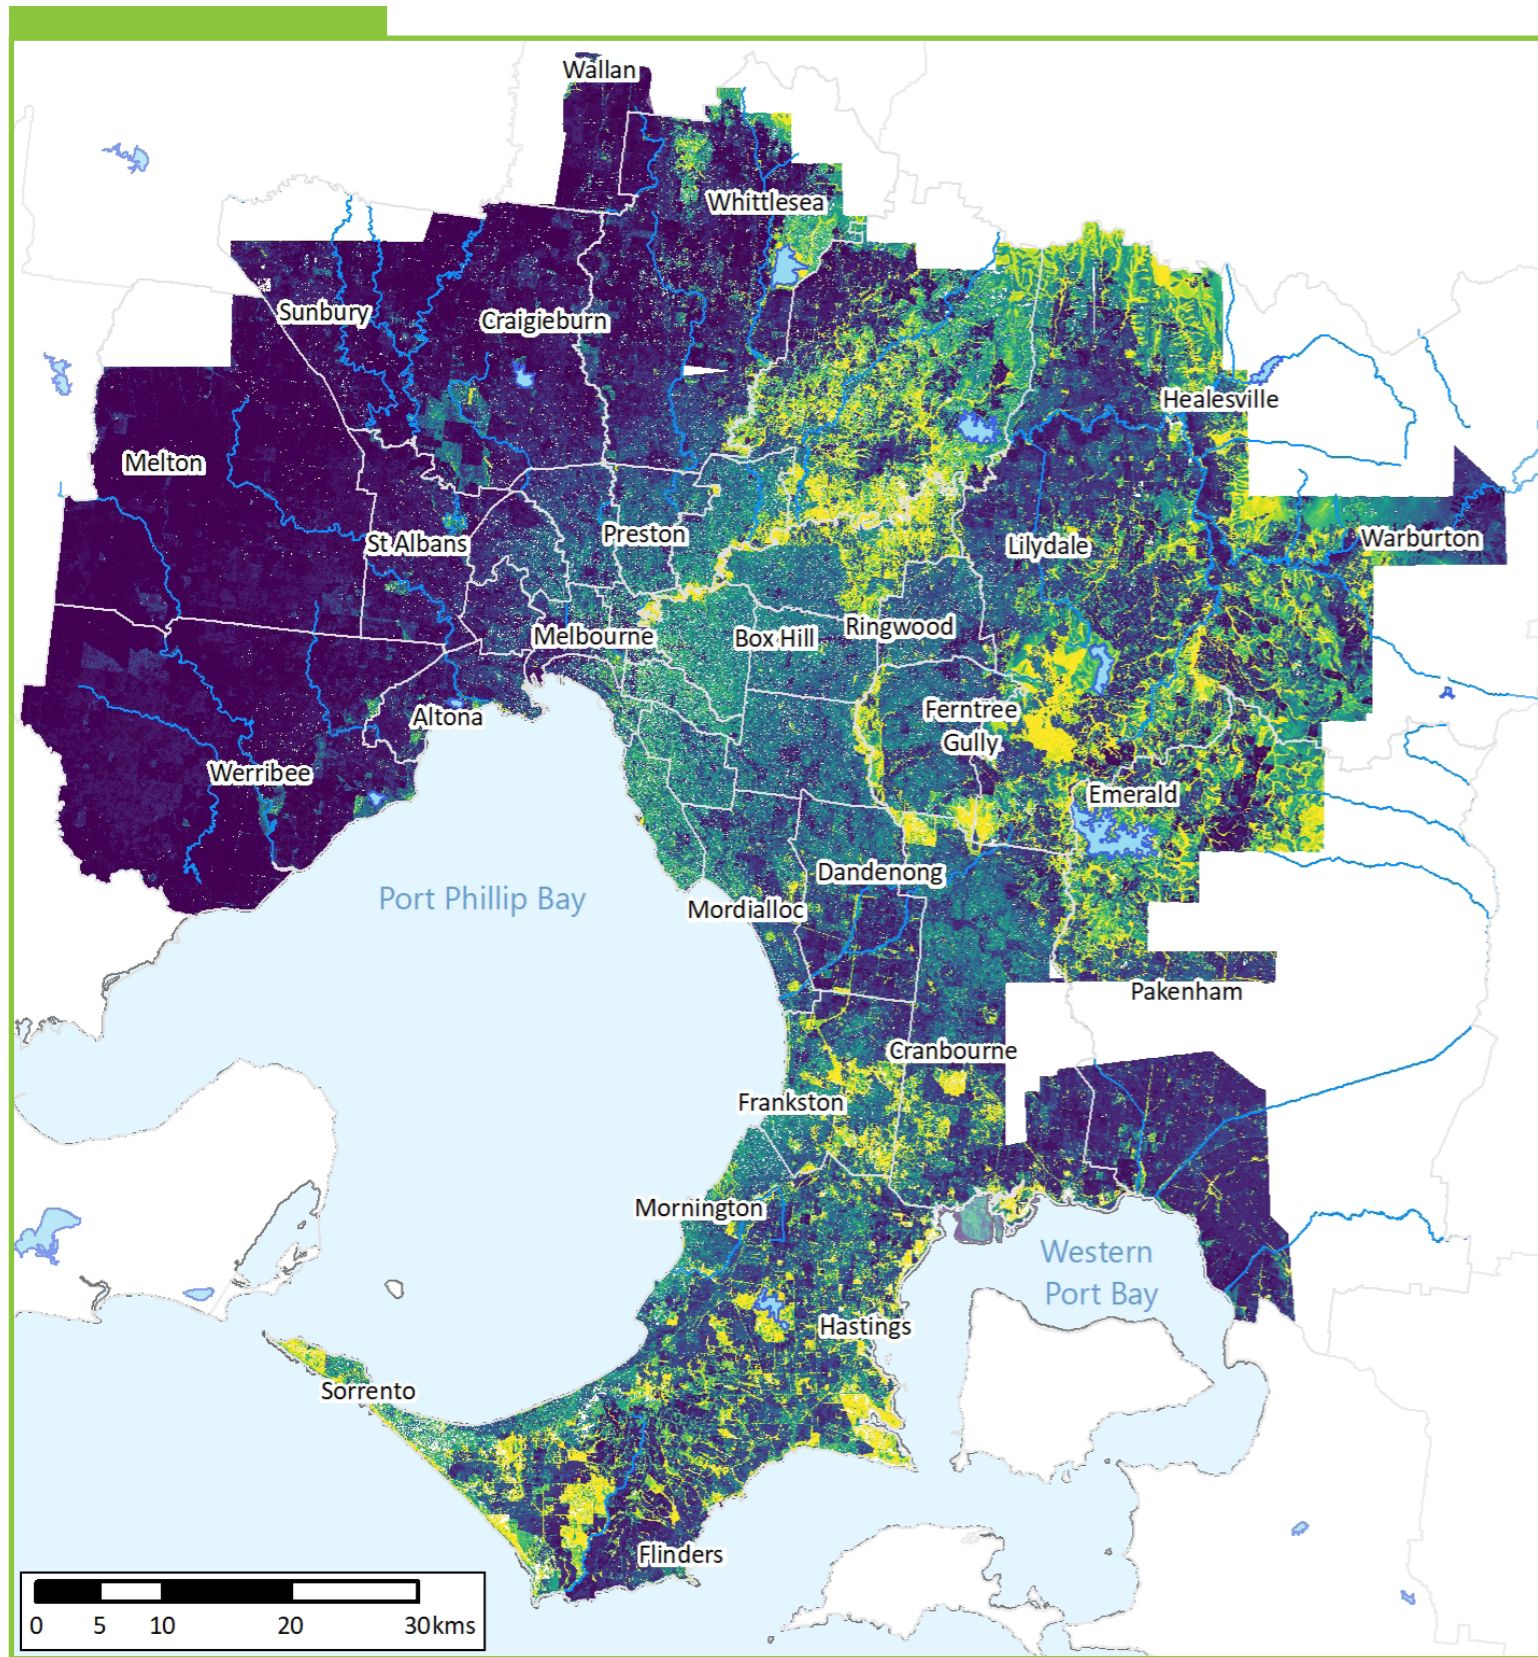 Wallan
Whittlesea
Sunbury
Craigieburn
Healesville
Melton
St Albans
Preston
Lilydale
Warburton
Melbourne
Box Hill
Ringwood
Altona
Ferntree
Gully
Werribee
Emerald
Dandenong
Port Phillip Bay
Mordialloc
Pakenham
Cranbourne
Frankston
Mornington
Western
Port Bay
Hastings
Sorrento
Flinders
0 5 10 20 30kms